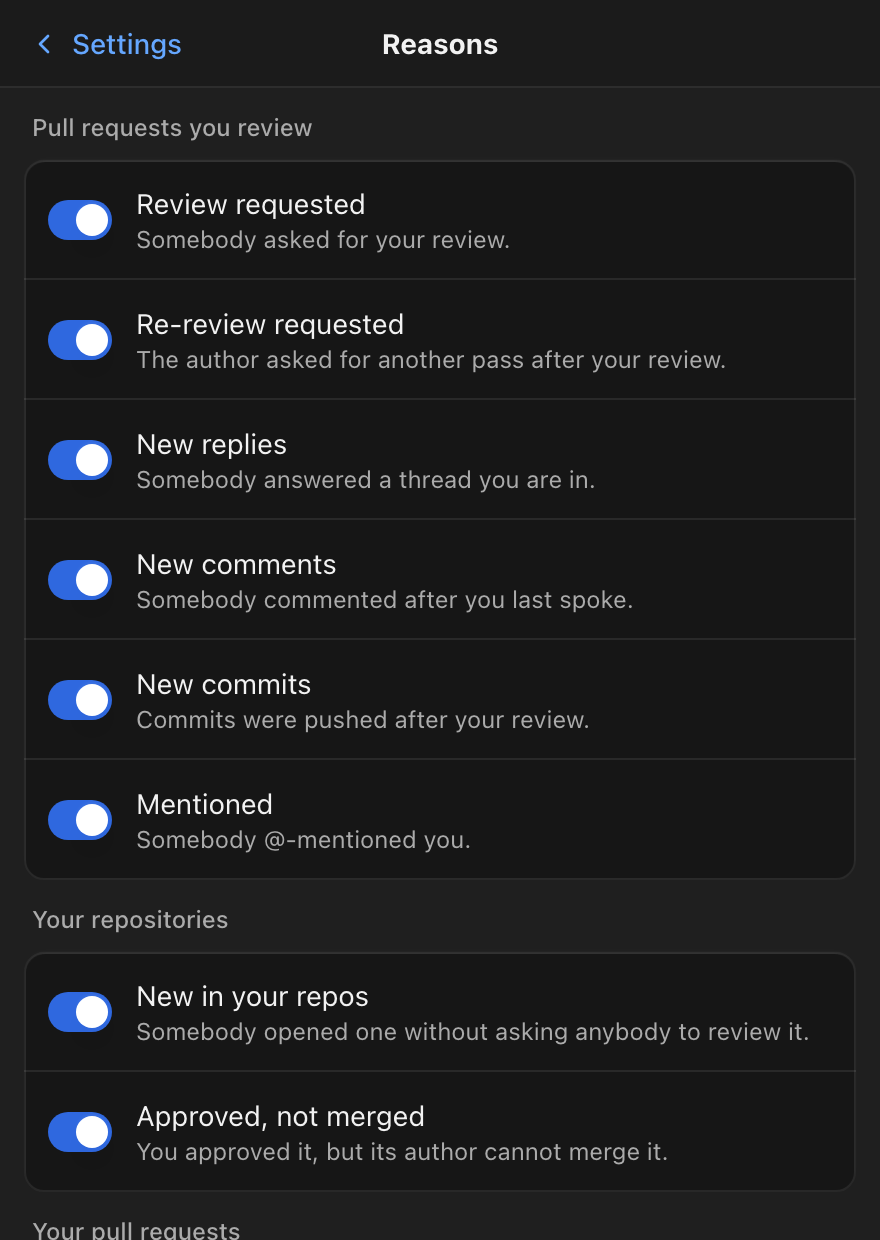 Settings
Reasons
Pull requests you review
Review requested
Somebody asked for your review.
Re-review requested
The author asked for another pass after your review.
New replies
Somebody answered a thread you are in.
New comments
Somebody commented after you last spoke.
New commits
Commits were pushed after your review.
Mentioned
Somebody @-mentioned you.
Your repositories
New in your repos
Somebody opened one without asking anybody to review it.
Approved, not merged
You approved it, but its author cannot merge it.
Your pull requests